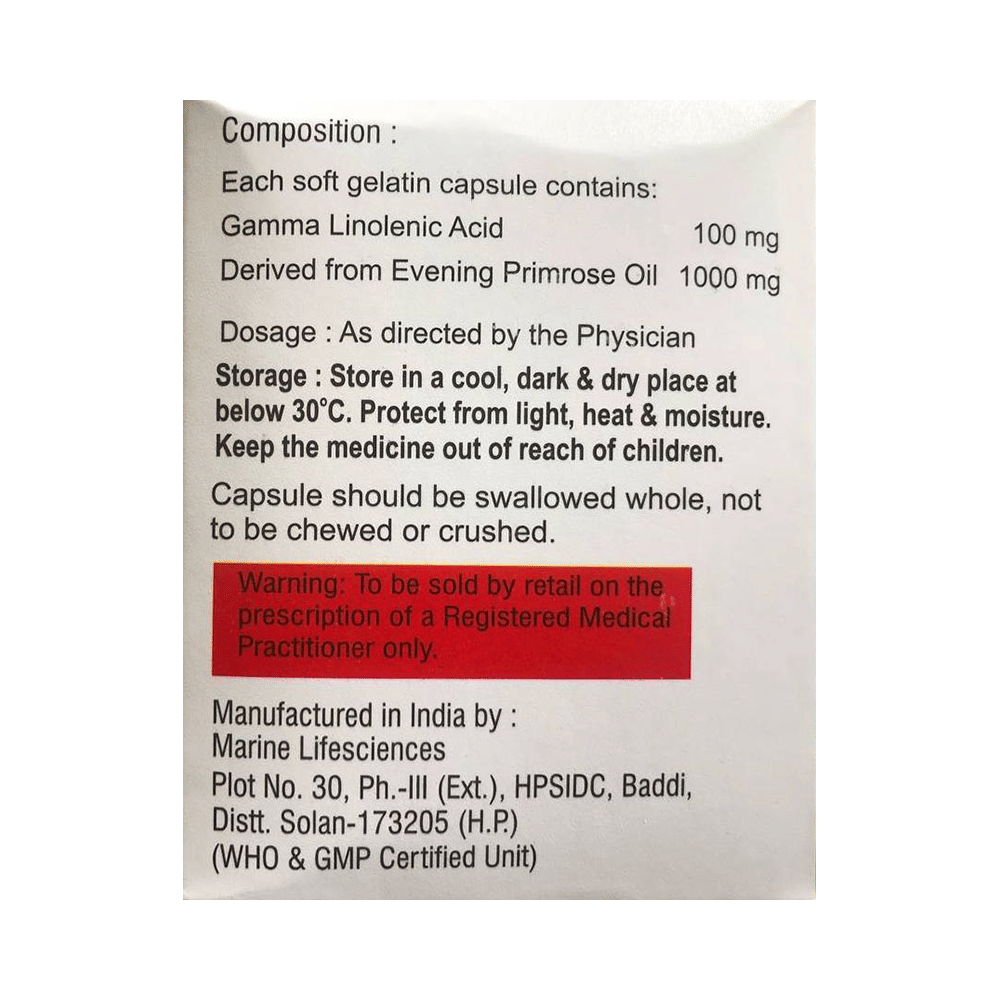 Composition :
Each soft gelatin capsule contains:
Gamma Linolenic Acid 100 mg
Derived from Evening Primrose Oil 1000 mg
Dosage : As directed by the Physician
Storage : Store in a cool, dark & dry place at
below 30°C. Protect from light, heat & moisture.
Keep the medicine out of reach of children.
Capsule should be swallowed whole, not
to be chewed or crushed.
Warning: To be sold by retail on the
prescription of a Registered Medical
Practitioner only.
Manufactured in India by :
Marine Lifesciences
Plot No. 30, Ph.-III (Ext.), HPSIDC, Baddi,
Distt. Solan-173205 (H.P.)
(WHO & GMP Certified Unit)